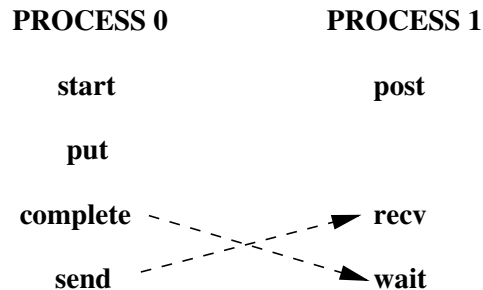 PROCESS 0 PROCESS 1
start post
put
complete recv
send wait